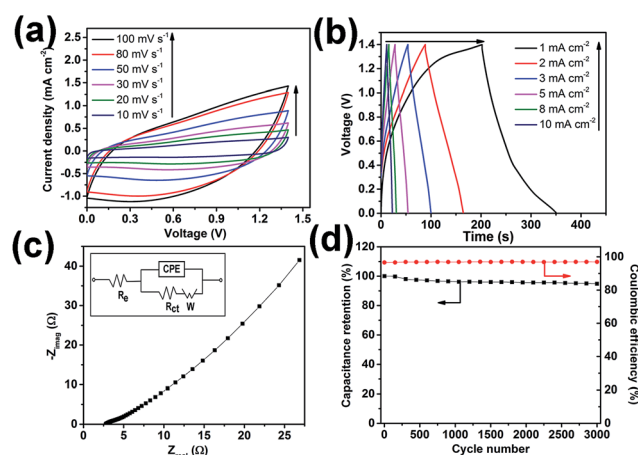 (a)
Current density (mA cm⁻²)
2.5
2.0
1.5
1.0
0.5
0.0
-0.5
-1.0
100 mV s⁻¹
80 mV s⁻¹
50 mV s⁻¹
30 mV s⁻¹
20 mV s⁻¹
10 mV s⁻¹
0.0 0.3 0.6 0.9 1.2 1.5
Voltage (V)
(b)
Voltage (V)
1.6
1.4
1.2
1.0
0.8
0.6
0.4
0.2
0.0
1 mA cm⁻²
2 mA cm⁻²
3 mA cm⁻²
5 mA cm⁻²
8 mA cm⁻²
10 mA cm⁻²
0 100 200 300 400
Time (s)
(c)
-Zimag (Ω)
-40
30
20
10
0
CPE
Re
Rct W
0 5 10 15 20 25
(Ω)
(d)
Capacitance retention (%)
120
100
80
60
40
20
0
100
80
60
40
20
0
Coulombic efficiency (%)
0 500 1000 1500 2000 2500 3000
Cycle number